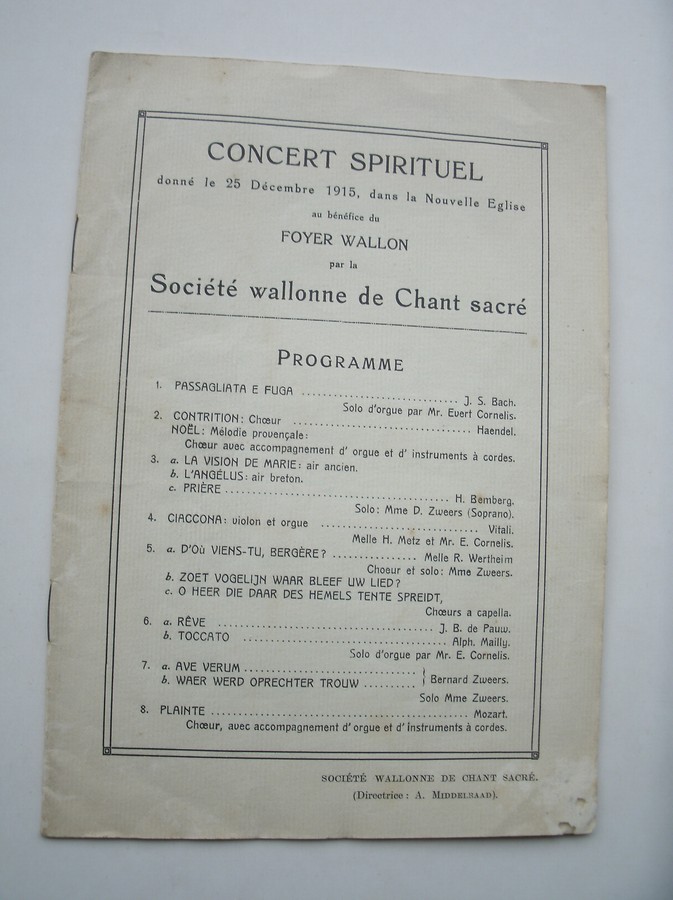 CONCERT SPIRITUEL
donné le 25 Décembre 1915, dans la Nouvelle Eglise
au bénéfice du
FOYER WALLON
par la
Société wallonne de Chant sacré
PROGRAMME
1. PASSAGLIATA E FUGA ........................................ J. S. Bach.
Solo d'orgue par Mr. Evert Cornelis.
2. CONTRITION: Chœur ........................................ Haendel.
NOËL: Mélodie provençale:
Chœur avec accompagnement d' orgue et d' instruments à cordes.
3. a. LA VISION DE MARIE: air ancien.
b. L'ANGÉLUS: air breton.
c. PRIÈRE ........................................ H. Bemberg.
Solo: Mme D. Zweers (Soprano).
4. CIACCONA: violon et orgue ........................................ Vitali.
Melle H. Metz et Mr. E. Cornelis.
5. a. D'OÙ VIENS-TU, BERGÈRE? ................ Melle R. Wertheim
Choeur et solo: Mme Zweers.
b. ZOET VOGELIJN WAAR BLEEF UW LIED?
c. O HEER DIE DAAR DES HEMELS TENTE SPREIDT,
Chœurs a capella.
6. a. RÊVE ........................................ J. B. de Pauw.
b. TOCCATO ........................................ Alph. Mailly.
Solo d'orgue par Mr. E. Cornelis.
7. a. AVE VERUM ................................
b. WAER WERD OPRECHTER TROUW .......... Bernard Zweers.
Solo Mme Zweers.
8. PLAINTE ........................................ Mozart.
Chœur, avec accompagnement d' orgue et d' instruments à cordes.
SOCIÉTÉ WALLONNE DE CHANT SACRÉ.
(Directrice: A. MIDDELRAAD).